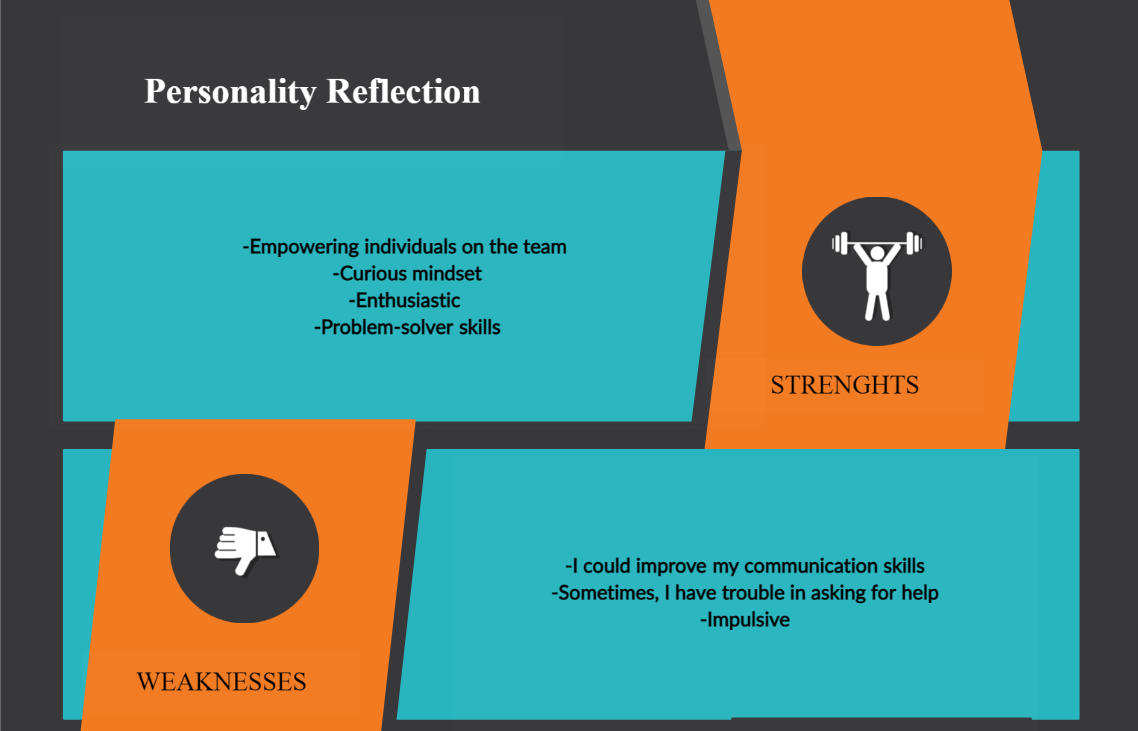 Personality Reflection
-Empowering individuals on the team
-Curious mindset
-Enthusiastic
-Problem-solver skills
STRENGHTS
WEAKNESSES
-I could improve my communication skills
-Sometimes, I have trouble in asking for help
-Impulsive